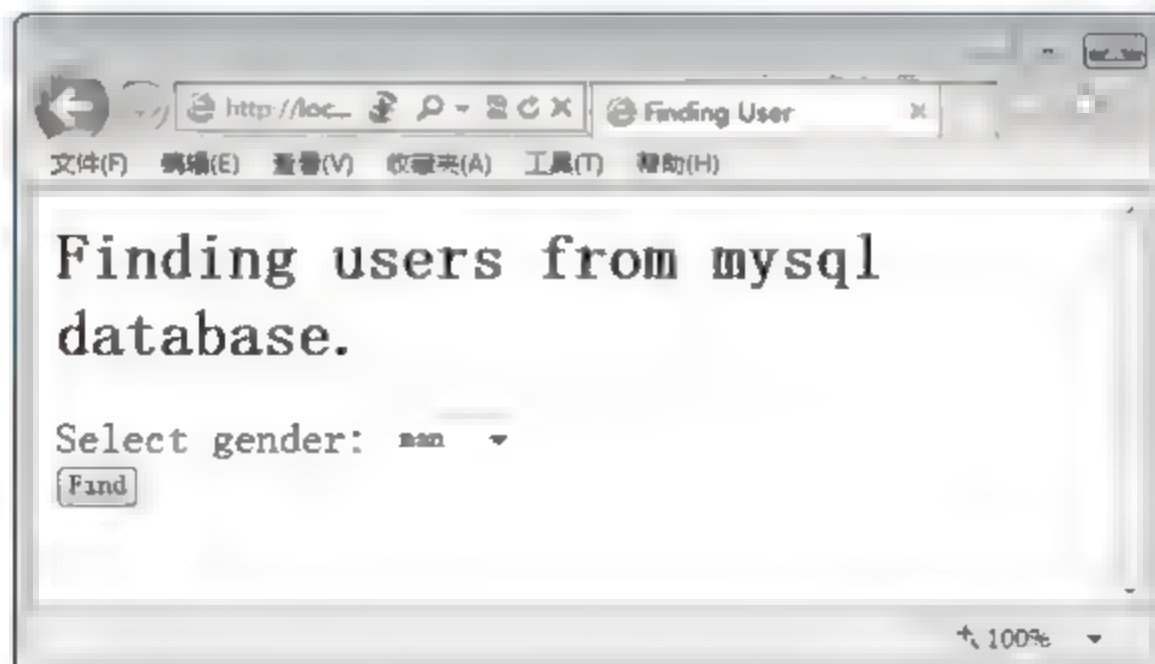 http://loc... Finding User
文件(F) 编辑(E) 查看(V) 收藏夹(A) 工具(T) 帮助(H)
Finding users from mysql
database.
Select gender: man
Find
100%